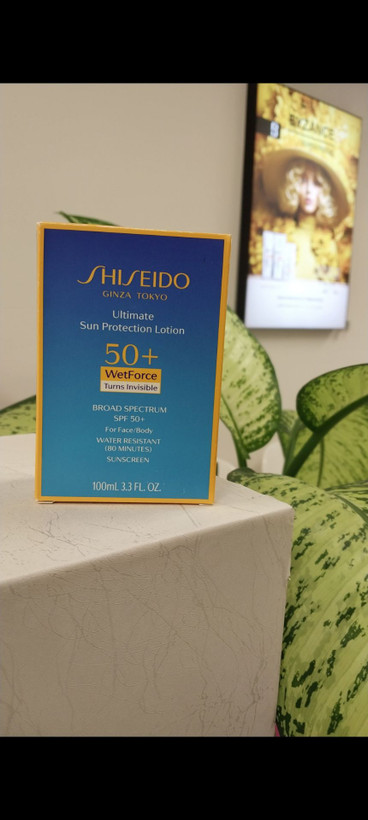 SHISEIDO
GINZA TOKYO
Ultimate
Sun Protection Lotion
50+
WetForce
Turns Invisible
BROAD SPECTRUM
SPF 50+
For Face/Body
WATER RESISTANT
(80 MINUTES)
SUNSCREEN
100mL 3.3 FL. OZ.
BYZANCE